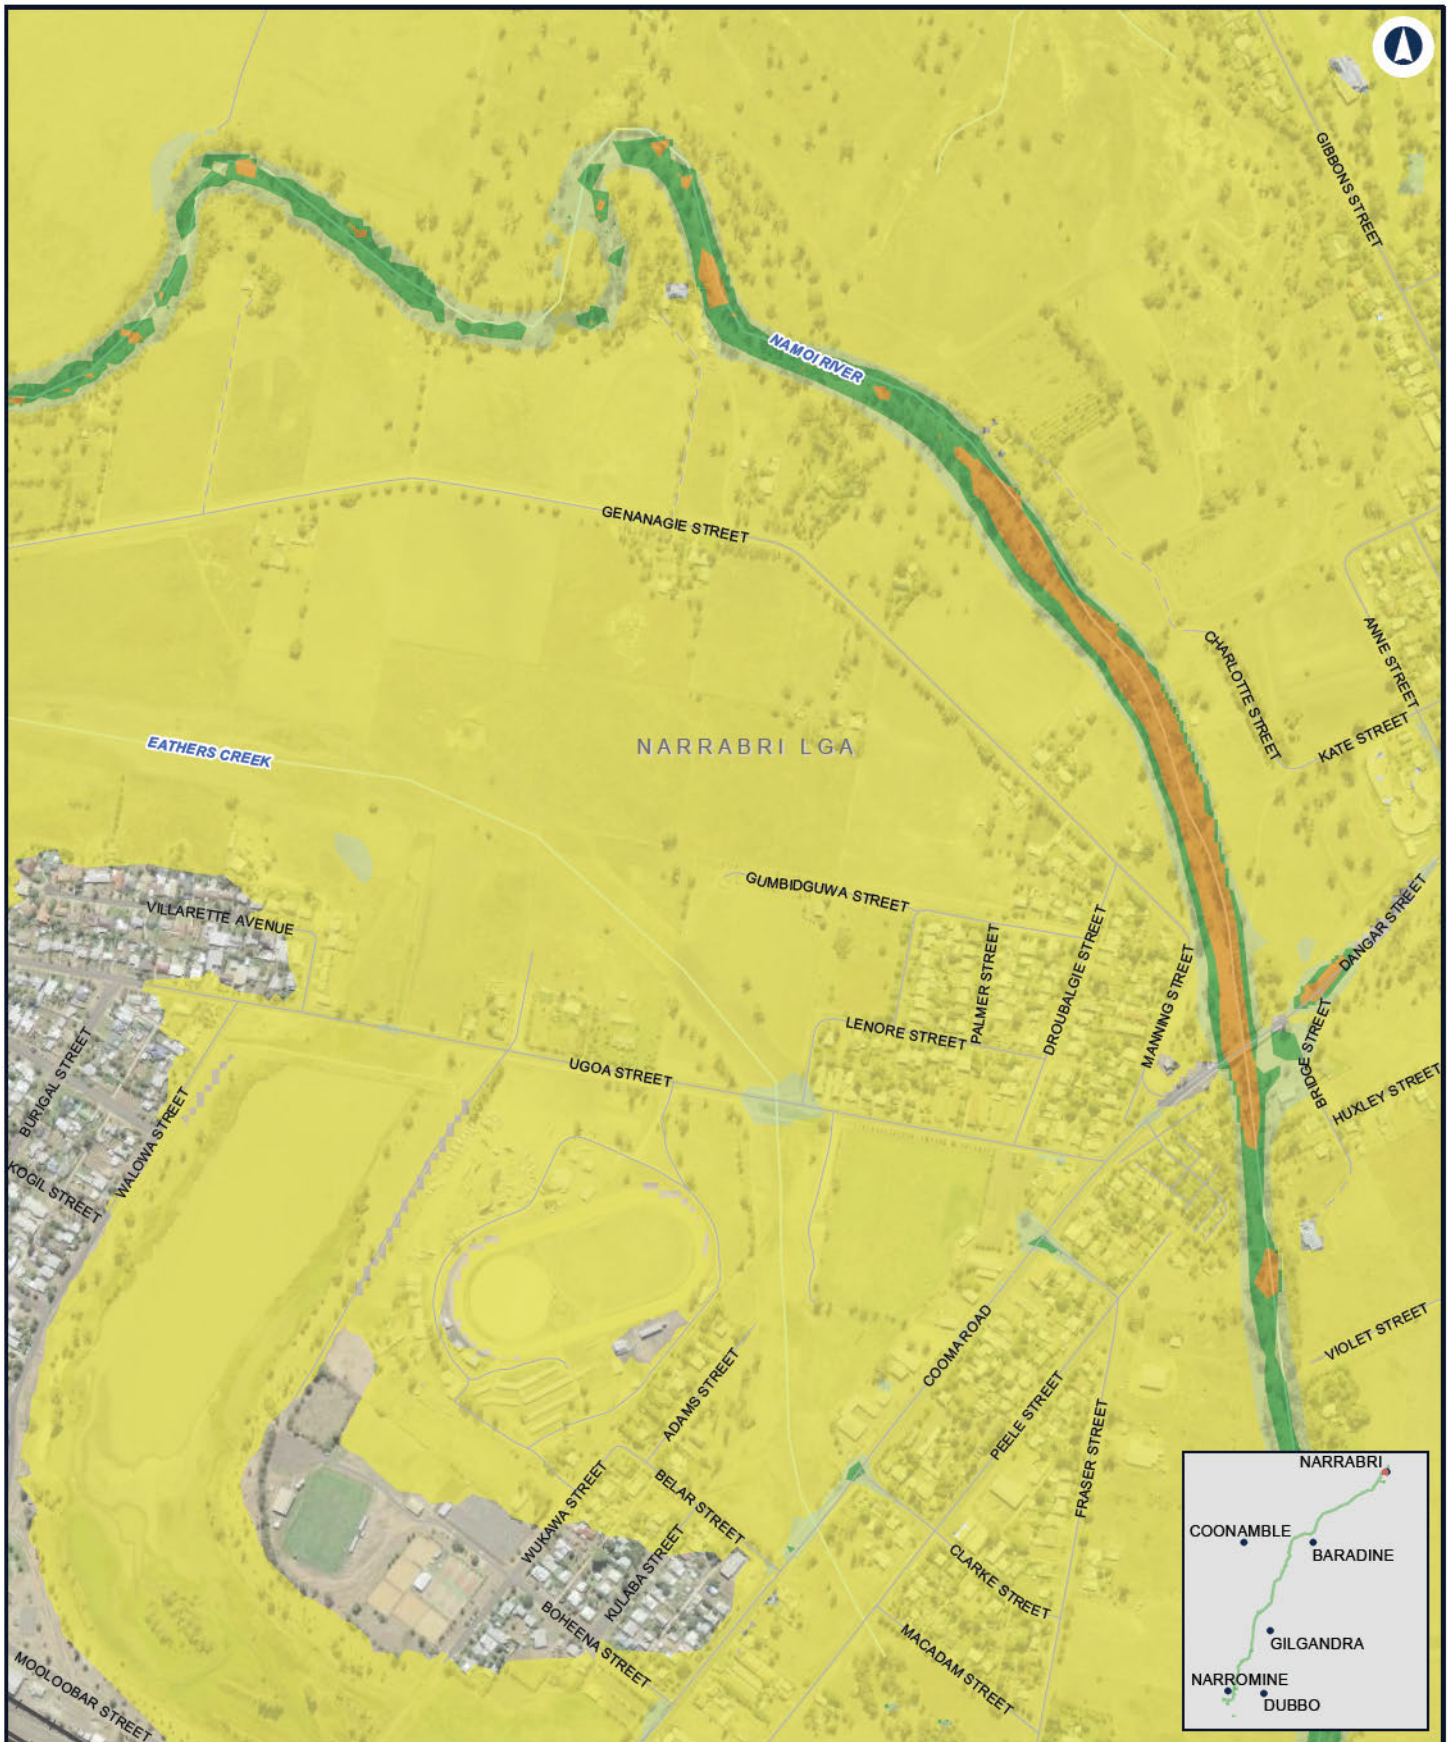 GIBBONS STREET
NAMOI RIVER
GENANAGIE STREET
ANNE STREET
CHARLOTTE STREET
KATE STREET
EATHERS CREEK
NARRABRI LGA
GUMBIDGUWA STREET
VILLARETTE AVENUE
DANGAR STREET
PALMER STREET
DROUBALGIE STREET
MANNING STREET
LENORE STREET
BRIDGE STREET
UGOA STREET
BURIGAL STREET
HUXLEY STREET
WALOWA STREET
KOGIL STREET
COOMA ROAD
VIOLET STREET
ADAMS STREET
PEELE STREET
FRASER STREET
WUKAWA STREET
BELAR STREET
KULABA STREET
CLARKE STREET
BOHEENA STREET
MACADAM STREET
MOOLOOBAR STREET
NARRABRI
COONAMBLE
BARADINE
GILGANDRA
NARROMINE
DUBBO